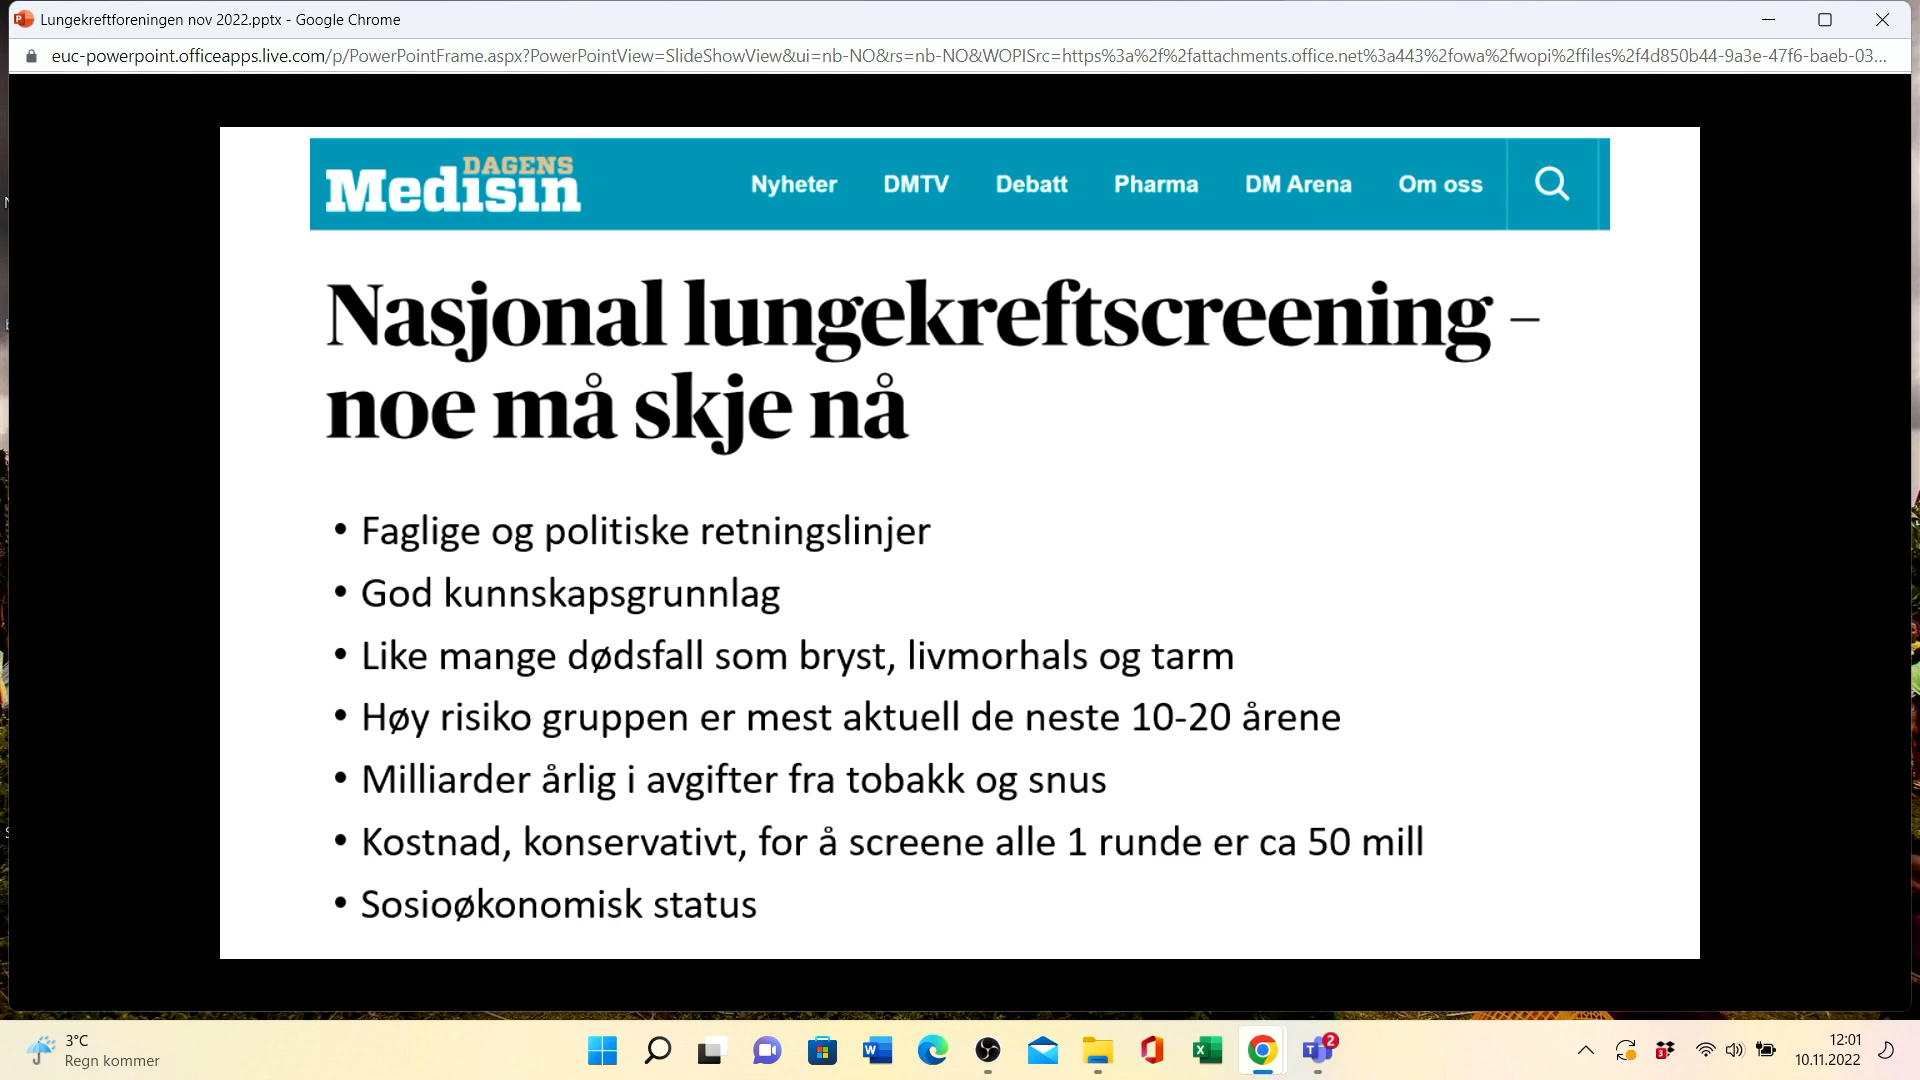 Lungekreftforeningen nov 2022.pptx - Google Chrome
euc-powerpoint.officeapps.live.com/p/PowerPointFrame.aspx?PowerPointView=SlideShowView&ui=nb-NO&rs=nb-NO&WOPISrc=https%3a%2f%2fattachments.office.net%3a443%2fowa%2fwopi%2ffiles%2f4d850b44-9a3e-47f6-baeb-03...
DAGENS
Medisin
Nyheter DMTV Debatt Pharma DM Arena Om oss
Nasjonal lungekreftscreening –
noe må skje nå
• Faglige og politiske retningslinjer
• God kunnskapsgrunnlag
• Like mange dødsfall som bryst, livmorhals og tarm
• Høy risiko gruppen er mest aktuell de neste 10-20 årene
• Milliarder årlig i avgifter fra tobakk og snus
• Kostnad, konservativt, for å screene alle 1 runde er ca 50 mill
• Sosioøkonomisk status
3°C
Regn kommer
2
3
12:01
10.11.2022